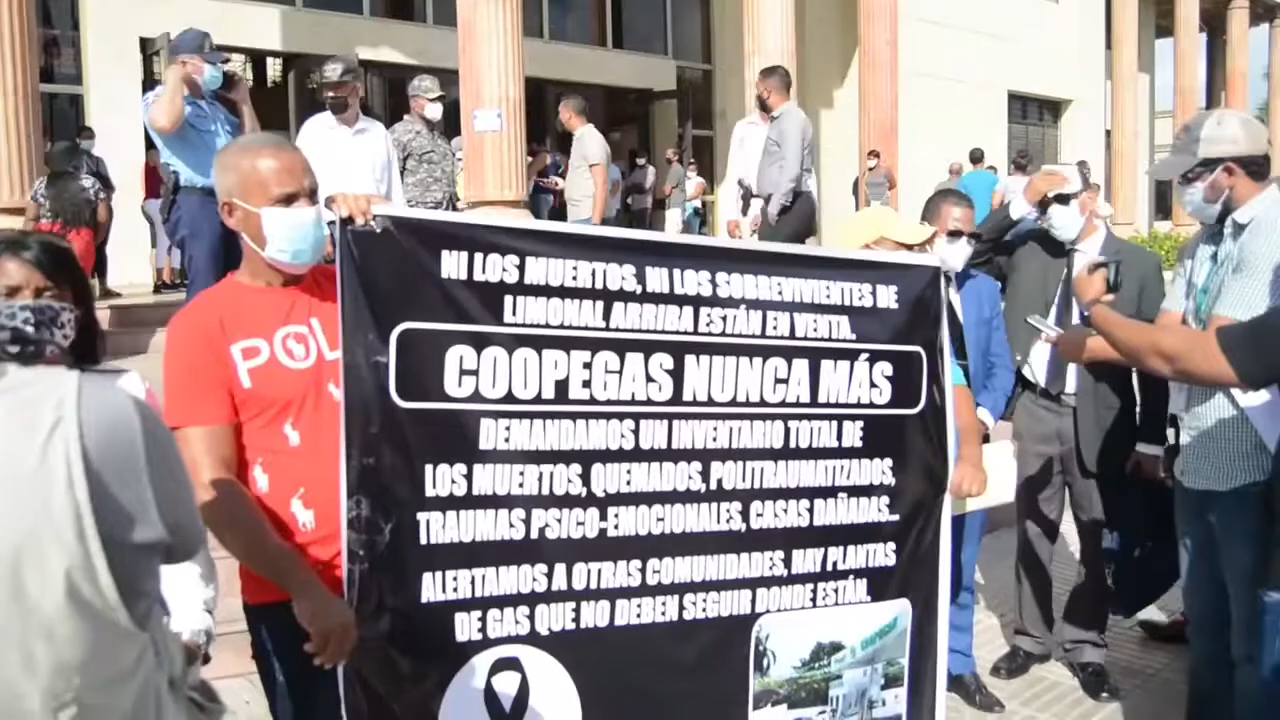 NI LOS MUERTOS, NI LOS SOBREVIVIENTES DE
LIMONAL ARRIBA ESTÁN EN VENTA.
COOPEGAS NUNCA MÁS
DEMANDAMOS UN INVENTARIO TOTAL DE
LOS MUERTOS, QUEMADOS, POLITRAUMATIZADOS,
TRAUMAS PSICO-EMOCIONALES, CASAS DAÑADAS...
ALERTAMOS A OTRAS COMUNIDADES, HAY PLANTAS
DE GAS QUE NO DEBEN SEGUIR DONDE ESTÁN.
POL